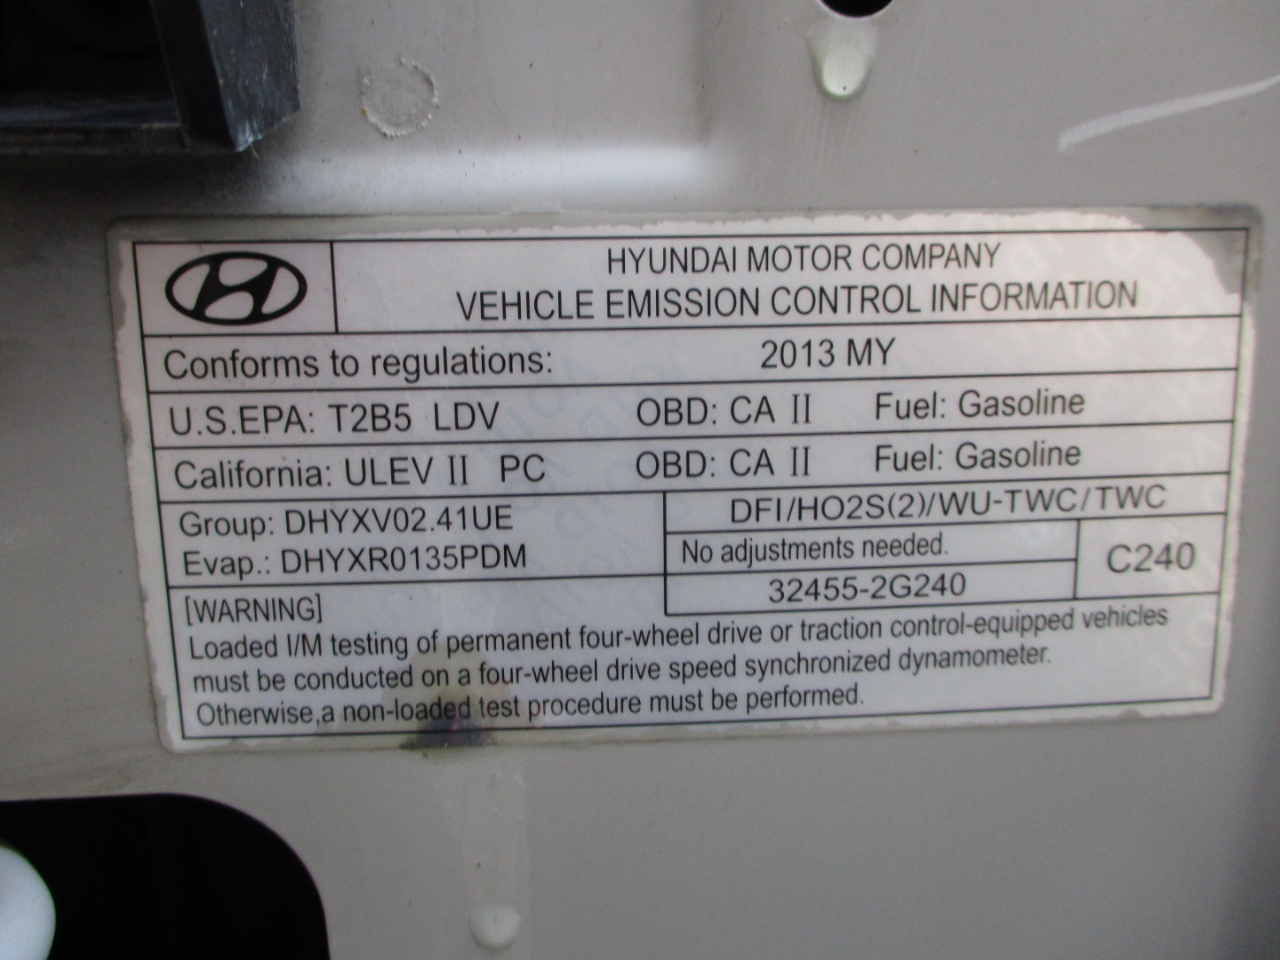 HYUNDAI MOTOR COMPANY
VEHICLE EMISSION CONTROL INFORMATION
Conforms to regulations: 2013 MY
U.S.EPA: T2B5 LDV OBD: CA II Fuel: Gasoline
California: ULEV II PC OBD: CA II Fuel: Gasoline
Group: DHYXV02.41UE
Evap.: DHYXR0135PDM
DFI/HO2S(2)/WU-TWC/TWC
No adjustments needed.
32455-2G240
C240
[WARNING]
Loaded I/M testing of permanent four-wheel drive or traction control-equipped vehicles
must be conducted on a four-wheel drive speed synchronized dynamometer.
Otherwise,a non-loaded test procedure must be performed.